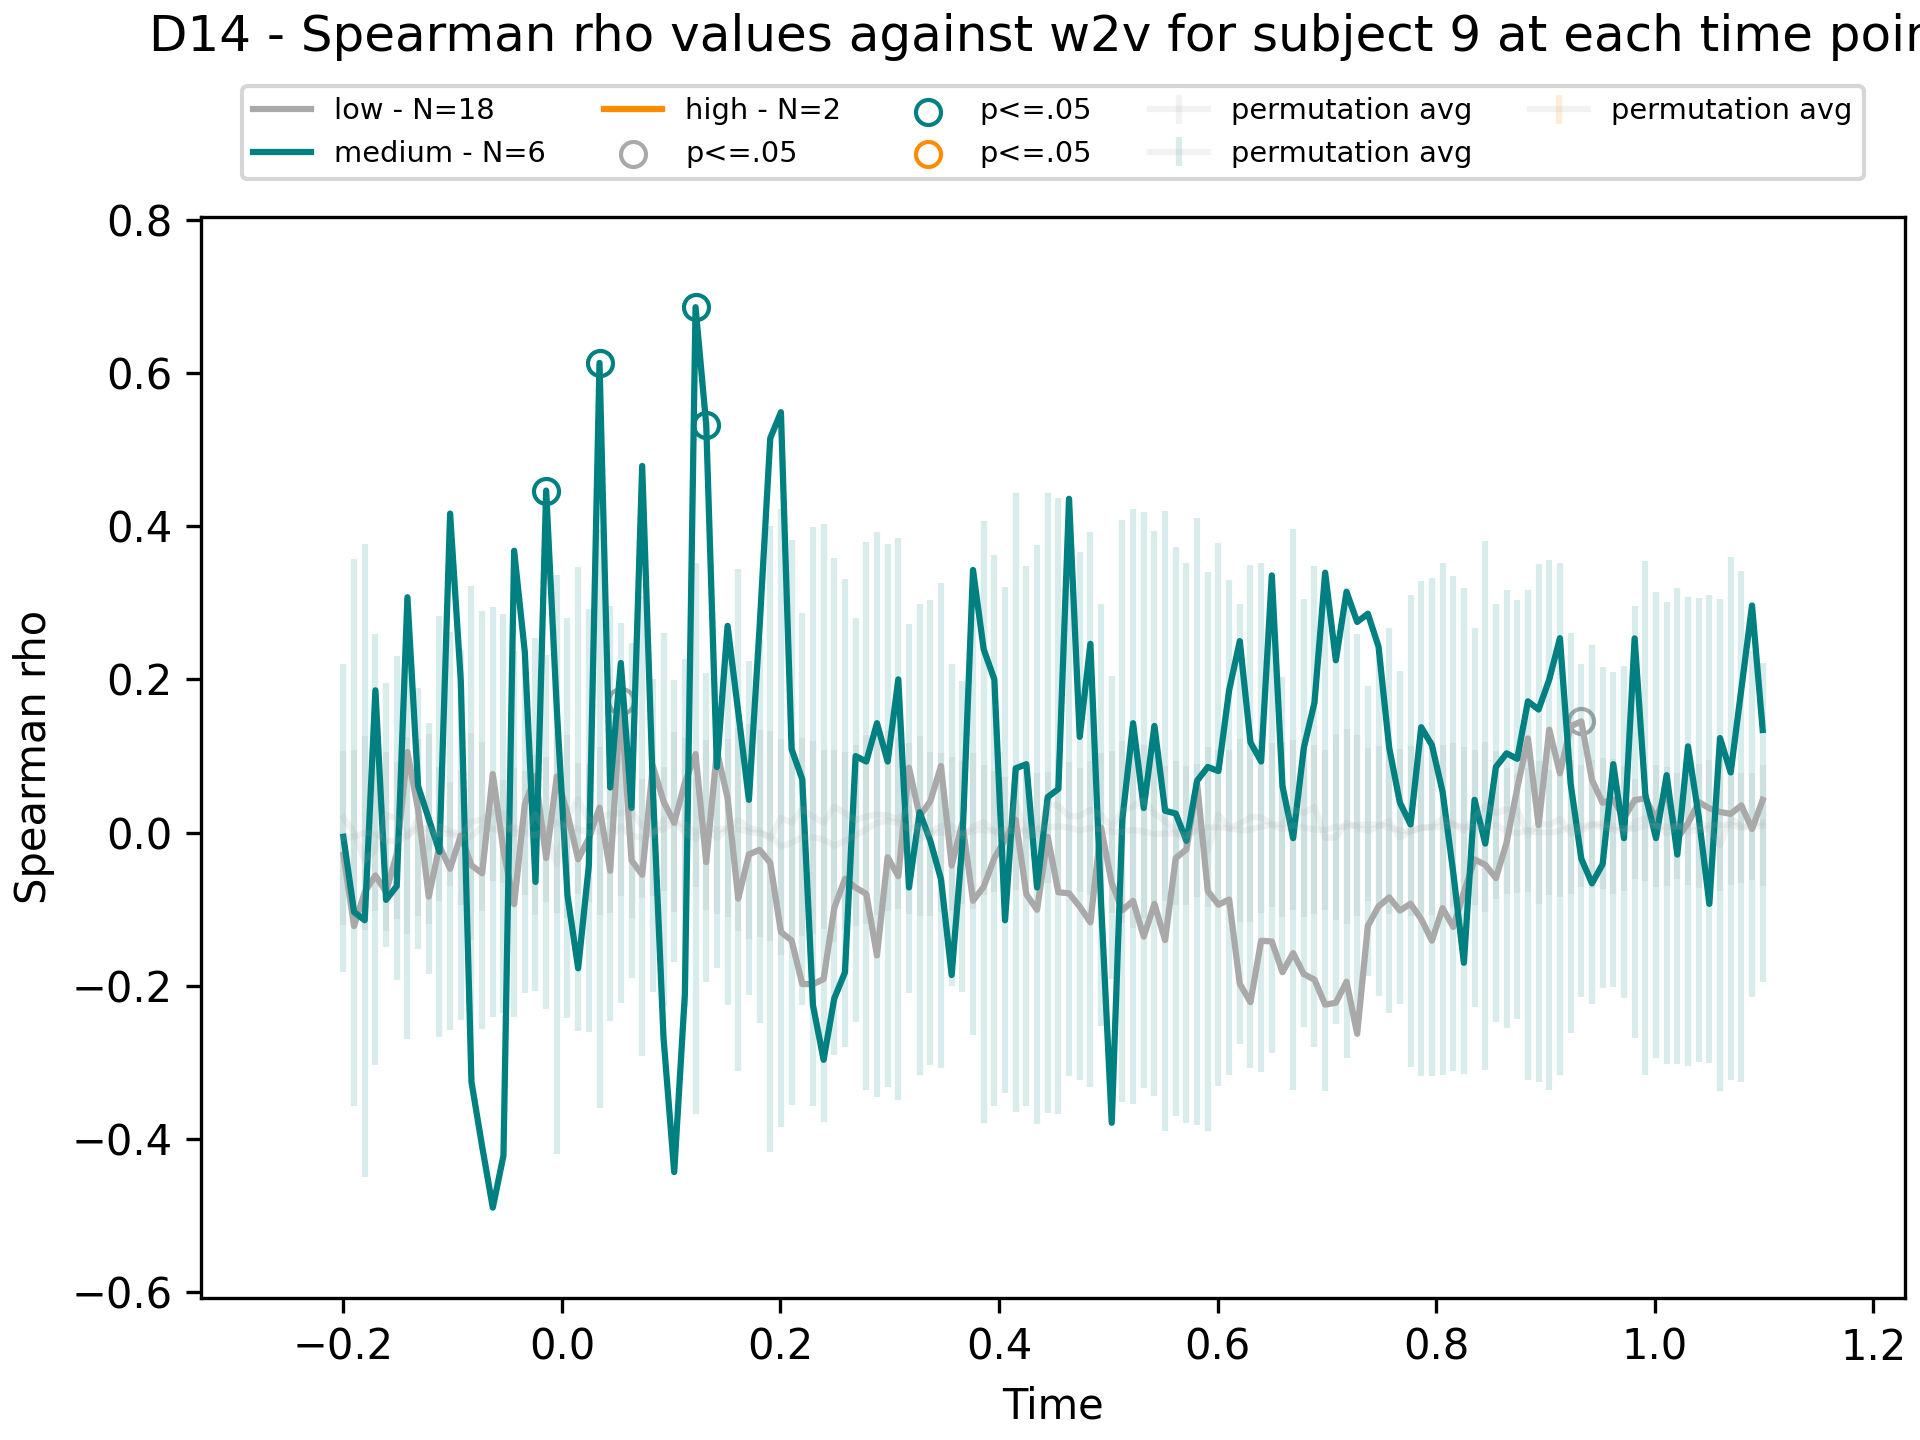 D14 - Spearman rho values against w2v for subject 9 at each time poin
low - N=18 high - N=2 p<=.05 permutation avg permutation avg
medium - N=6 p<=.05 p<=.05 permutation avg
0.8
0.6
0.4
0.2
0.0
−0.2
−0.4
−0.6
Spearman rho
−0.2 0.0 0.2 0.4 0.6 0.8 1.0 1.2
Time